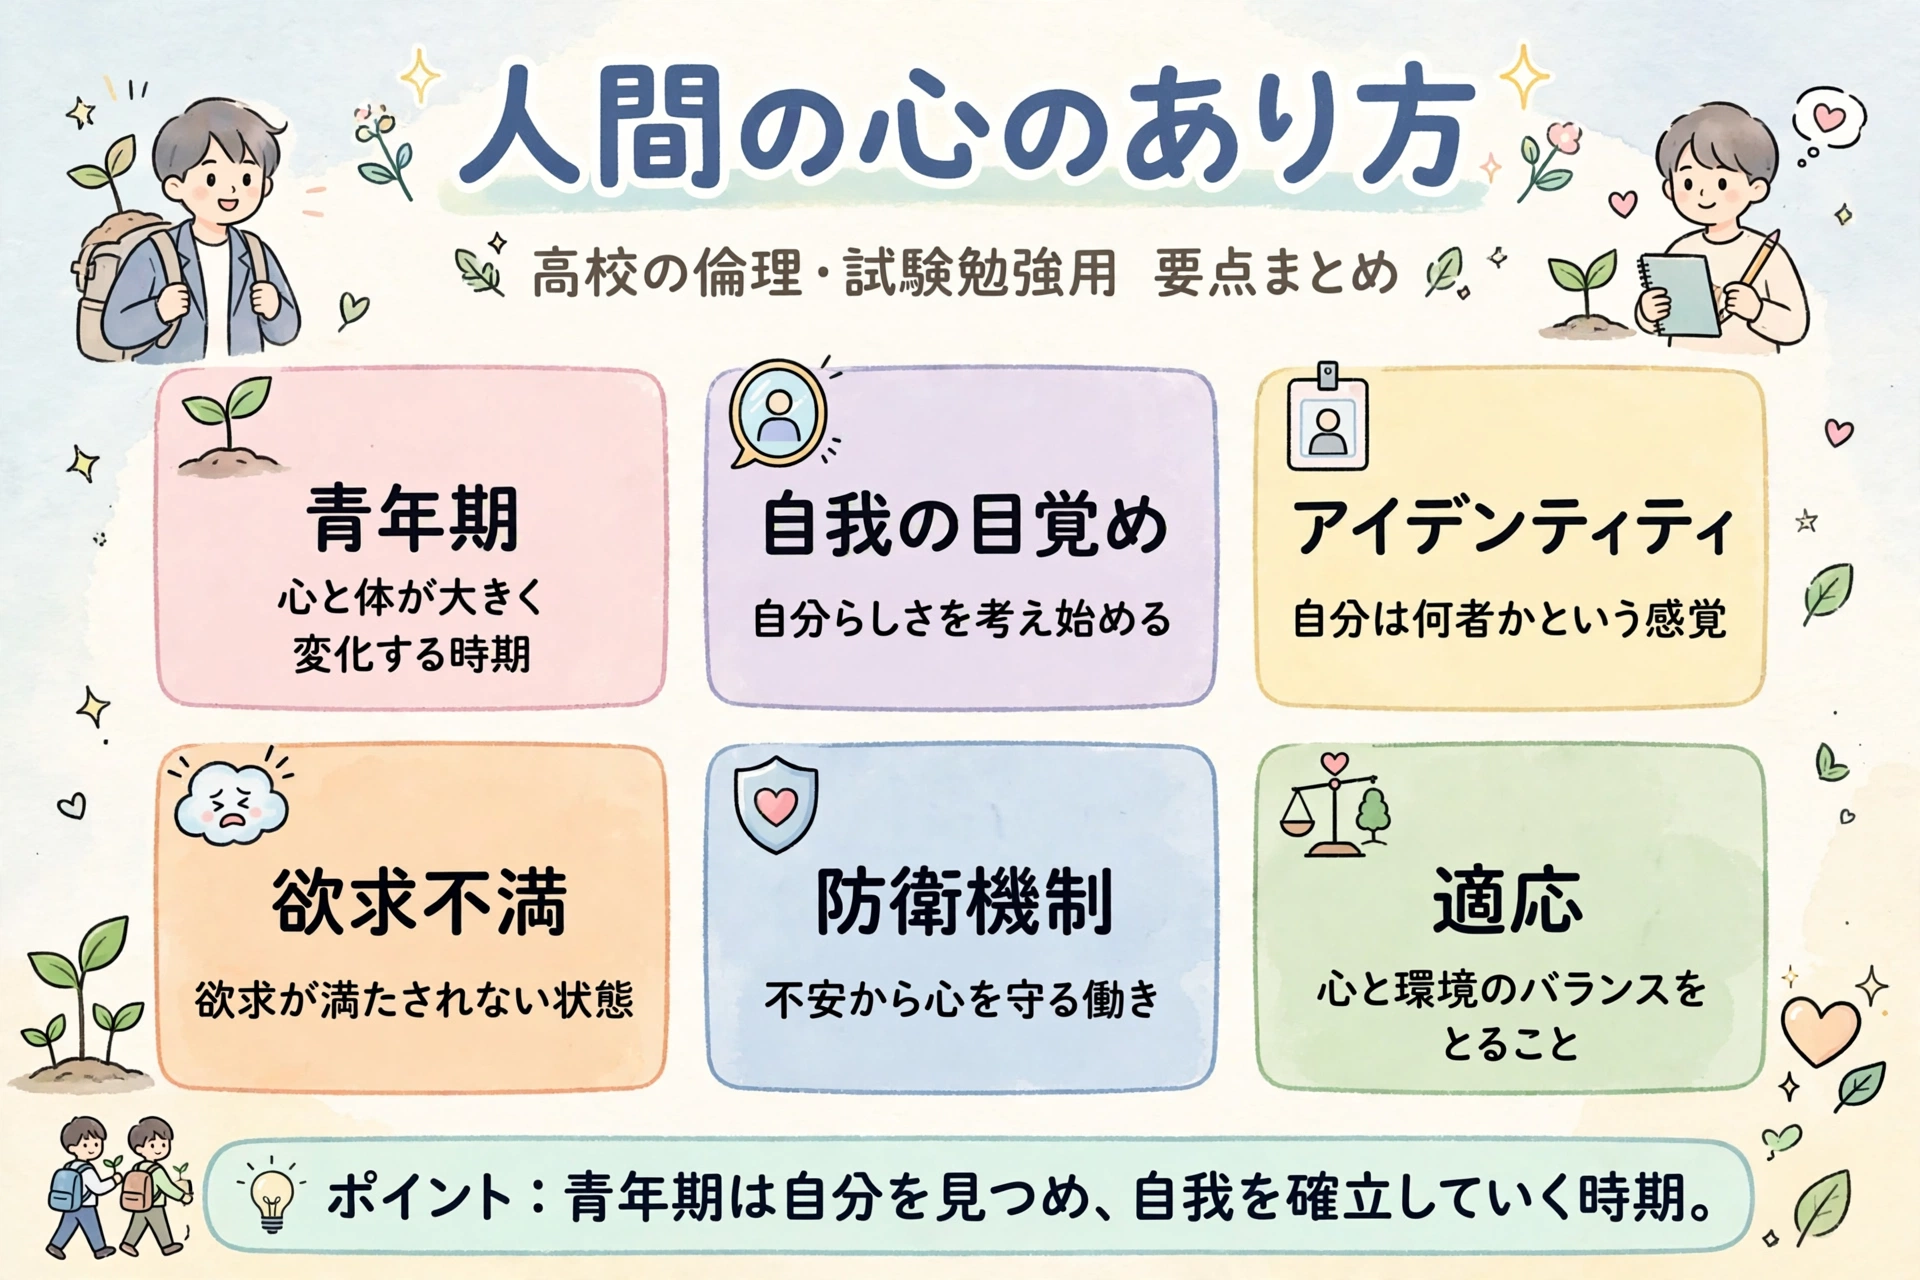 人間の心のあり方
高校の倫理・試験勉強用 要点まとめ
青年期
心と体が大きく
変化する時期
自我の目覚め
自分らしさを考え始める
アイデンティティ
自分は何者かという感覚
欲求不満
欲求が満たされない状態
防衛機制
不安から心を守る働き
適応
心と環境のバランスを
とること
ポイント：青年期は自分を見つめ、自我を確立していく時期。